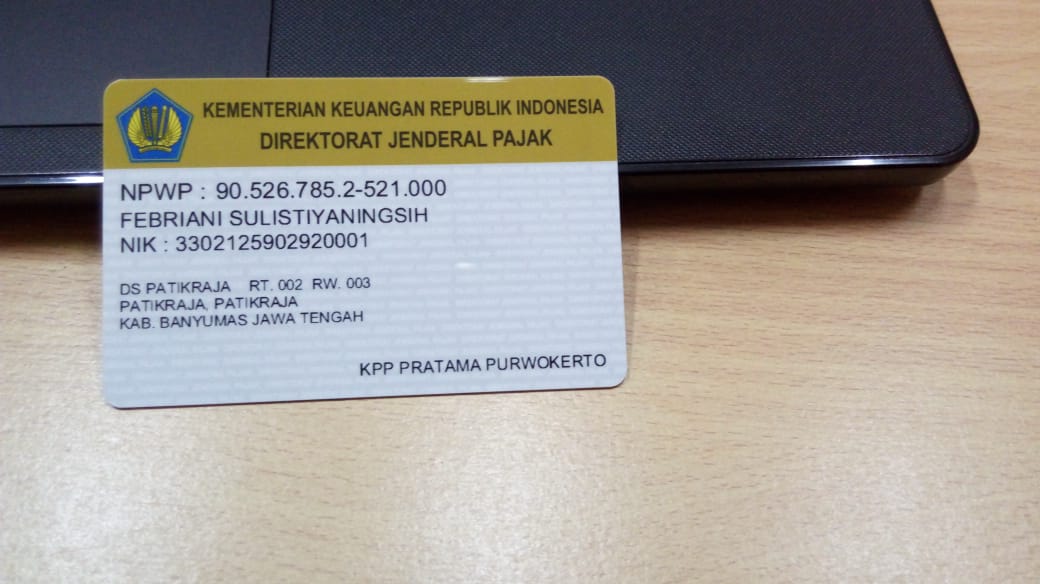 KEMENTERIAN KEUANGAN REPUBLIK INDONESIA
DIREKTORAT JENDERAL PAJAK
NPWP : 90.526.785.2-521.000
FEBRIANI SULISTIYANINGSIH
NIK : 3302125902920001
DS PATIKRAJA RT. 002 RW. 003
PATIKRAJA, PATIKRAJA
KAB. BANYUMAS JAWA TENGAH
KPP PRATAMA PURWOKERTO